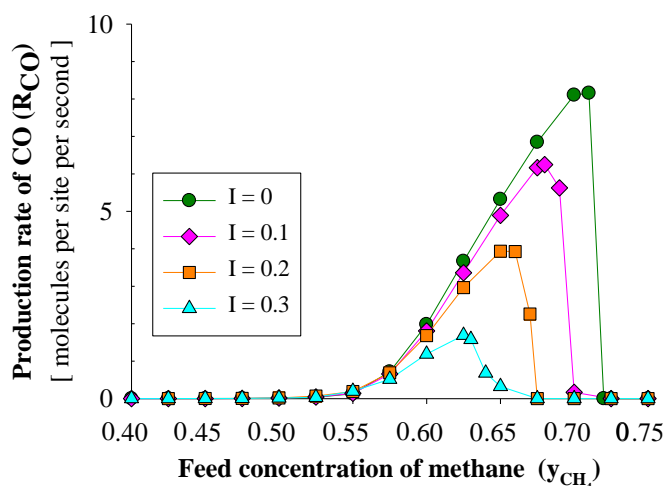 Production rate of CO (RCO)
[ molecules per site per second ]
10
5
0
I = 0
I = 0.1
I = 0.2
I = 0.3
0.40 0.45 0.50 0.55 0.60 0.65 0.70 0.75
Feed concentration of methane (yCH4)